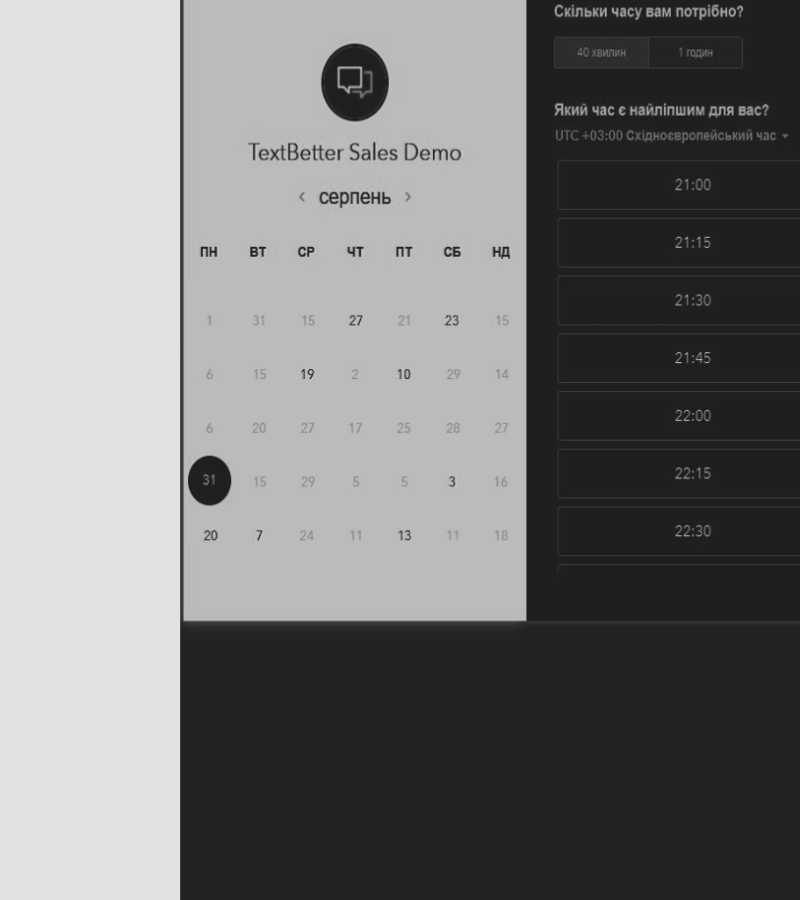 TextBetter Sales Demo
‹ серпень ›
ПН ВТ СР ЧТ ПТ СБ НД
1 31 15 27 21 23 15
6 15 19 2 10 29 14
6 20 27 17 25 28 27
31 15 29 5 5 3 16
20 7 24 11 13 11 18
Скільки часу вам потрібно?
40 хвилин 1 годин
Який час є найліпшим для вас?
UTC +03:00 Східноєвропейський час
21:00
21:15
21:30
21:45
22:00
22:15
22:30